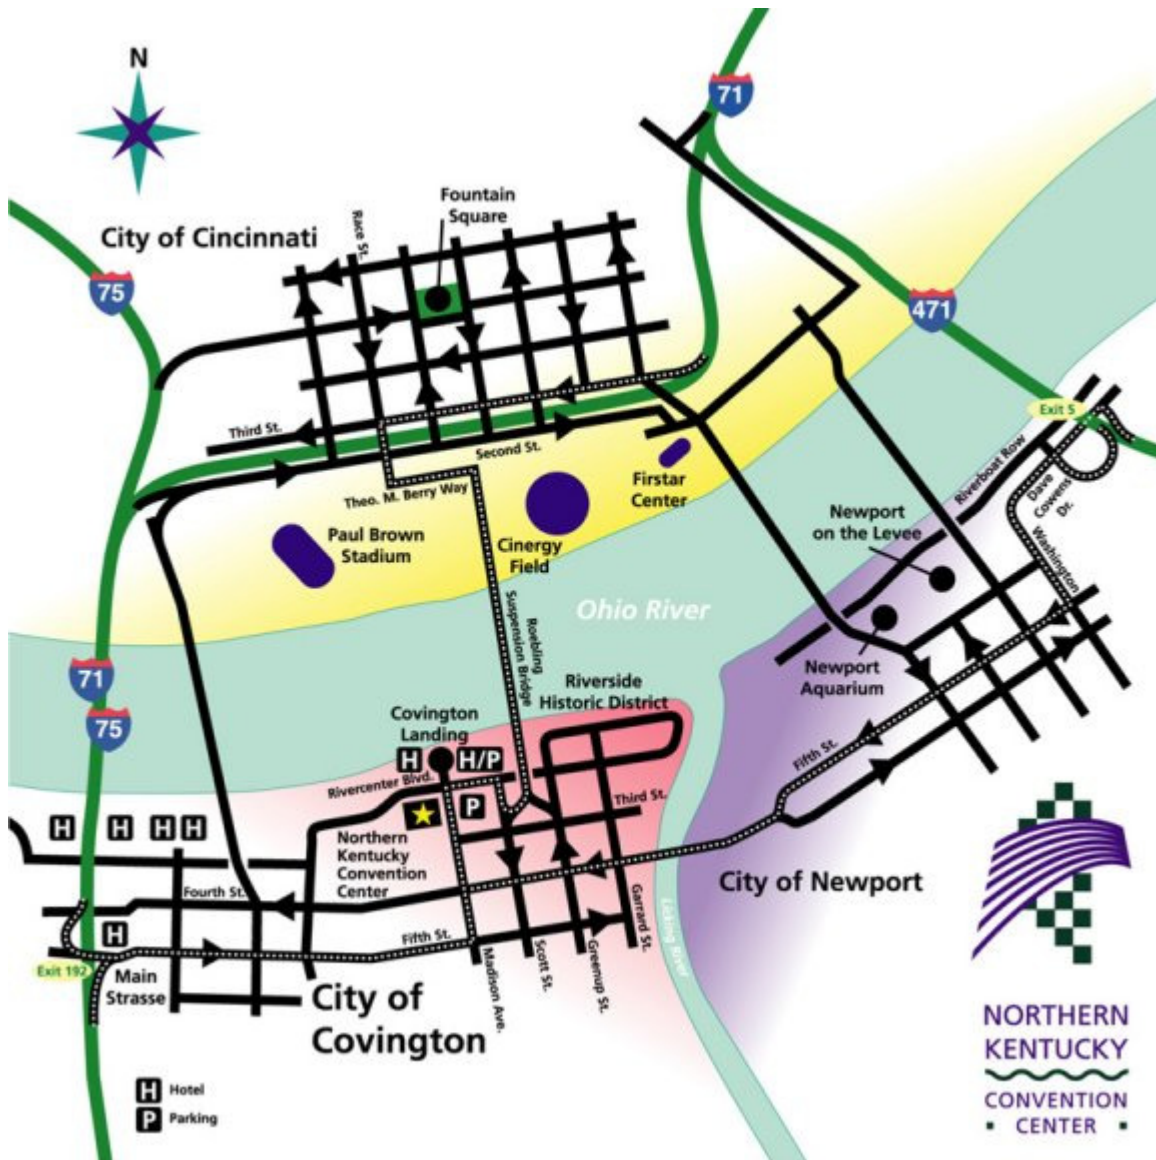 N
71
Fountain
Square
Race St.
City of Cincinnati
75
471
Exit 5
Third St.
Second St.
Riverboat Row
Theo. M. Berry Way
Firstar
Center
Dave
Cowens
Dr.
Newport
on the Levee
Paul Brown
Stadium
Cinergy
Field
Washington
Ohio River
Roebling
Suspension Bridge
Newport
Aquarium
71
75
Riverside
Historic District
Covington
Landing
H
H/P
Rivercenter Blvd.
Fifth St.
Third St.
P
H
H
H
H
Northern
Kentucky
Convention
Center
City of Newport
Fourth St.
Garrard St.
Licking River
H
Fifth St.
Exit 192
Main
Strasse
Madison Ave.
Scott St.
Greenup St.
City of
Covington
H Hotel
P Parking
NORTHERN
KENTUCKY
CONVENTION
CENTER